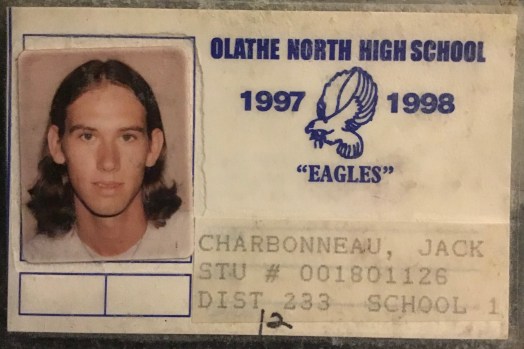 OLATHE NORTH HIGH SCHOOL
1997 1998
"EAGLES"
CHARBONNEAU, JACK
STU # 001801126
DIST 233 SCHOOL 1
12